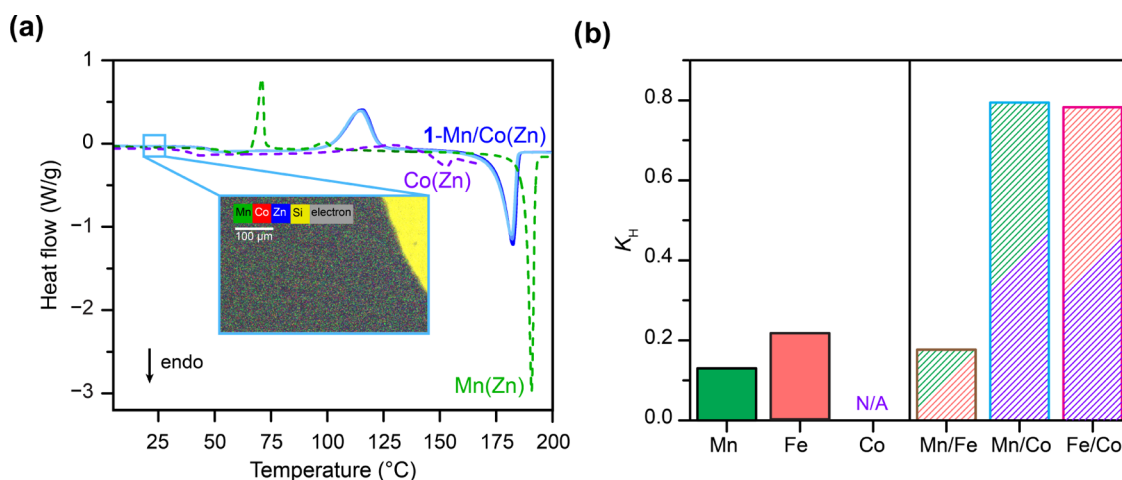 (a)
1
0
−1
−2
−3
Heat flow (W/g)
1-Mn/Co(Zn)
Co(Zn)
Mn Co Zn Si electron
100 μm
endo
Mn(Zn)
25 50 75 100 125 150 175 200
Temperature (°C)
(b)
0.8
0.6
0.4
0.2
0.0
K_H
N/A
Mn Fe Co Mn/Fe Mn/Co Fe/Co